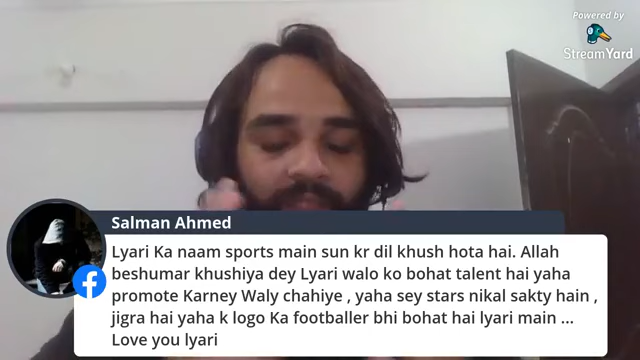 Powered by
StreamYard
Salman Ahmed
Lyari Ka naam sports main sun kr dil khush hota hai. Allah
beshumar khushiya dey Lyari walo ko bohat talent hai yaha
promote Karney Waly chahiye , yaha sey stars nikal sakty hain ,
jigra hai yaha k logo Ka footballer bhi bohat hai lyari main ...
Love you lyari